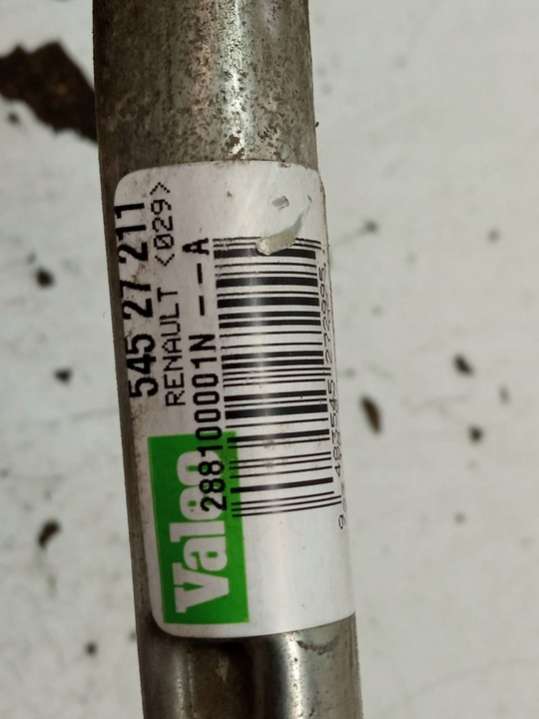 545 27 211
RENAULT <029>
288100001N --A
Valeo